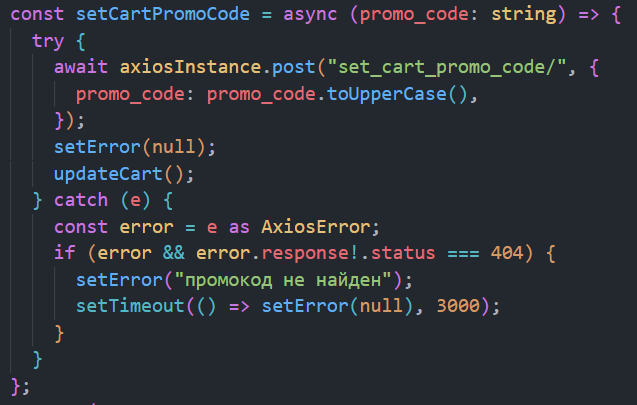 const setCartPromoCode = async (promo_code: string) => {
try {
await axiosInstance.post("set_cart_promo_code/", {
promo_code: promo_code.toUpperCase(),
});
setError(null);
updateCart();
} catch (e) {
const error = e as AxiosError;
if (error && error.response!.status === 404) {
setError("промокод не найден");
setTimeout(() => setError(null), 3000);
}
}
};